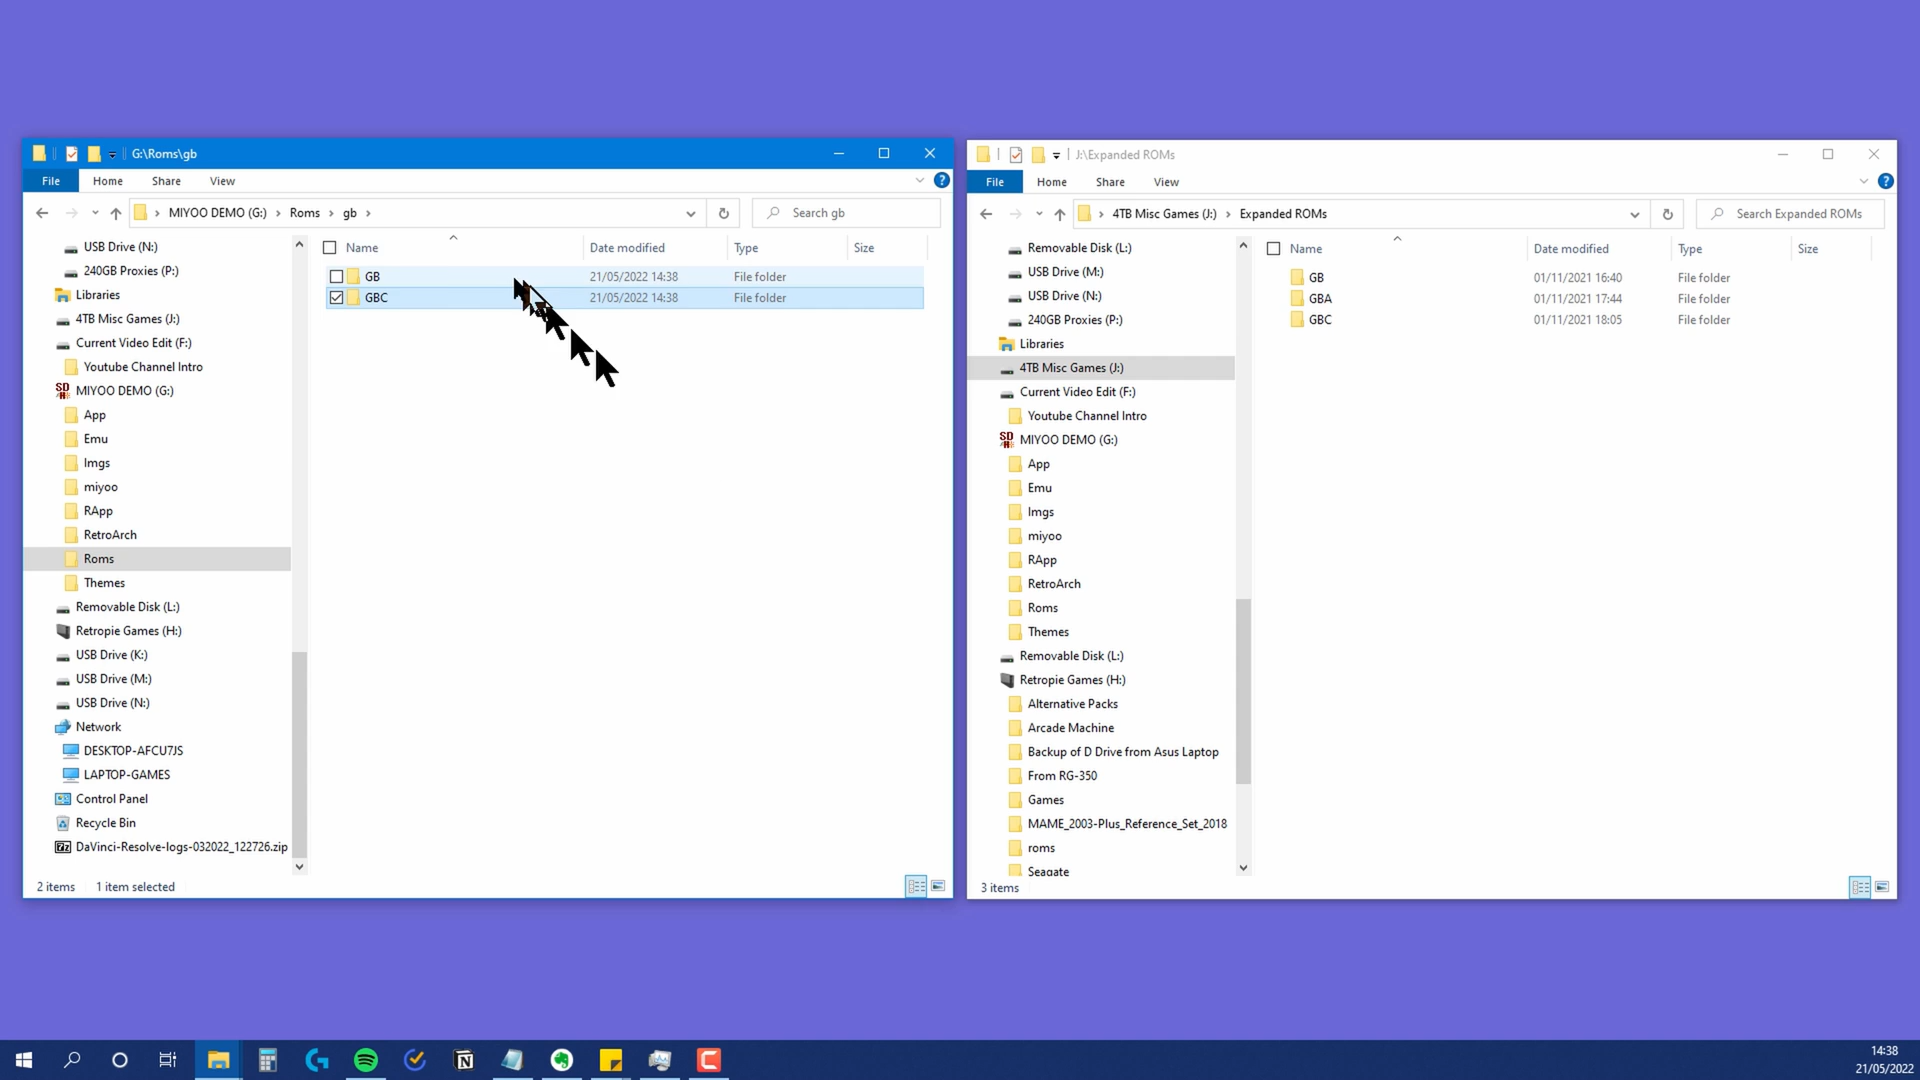 G:\Roms\gb
File Home Share View
MIYOO DEMO (G:) Roms gb
Search gb
USB Drive (N:)
240GB Proxies (P:)
Libraries
4TB Misc Games (J:)
Current Video Edit (F:)
Youtube Channel Intro
MIYOO DEMO (G:)
App
Emu
Imgs
miyoo
RApp
RetroArch
Roms
Themes
Removable Disk (L:)
Retropie Games (H:)
USB Drive (K:)
USB Drive (M:)
USB Drive (N:)
Network
DESKTOP-AFCU7JS
LAPTOP-GAMES
Control Panel
Recycle Bin
DaVinci-Resolve-logs-032022_122726.zip
Name Date modified Type Size
GB 21/05/2022 14:38 File folder
GBC 21/05/2022 14:38 File folder
2 items 1 item selected
J:\Expanded ROMs
File Home Share View
4TB Misc Games (J:) Expanded ROMs
Search Expanded ROMs
Removable Disk (L:)
USB Drive (M:)
USB Drive (N:)
240GB Proxies (P:)
Libraries
4TB Misc Games (J:)
Current Video Edit (F:)
Youtube Channel Intro
MIYOO DEMO (G:)
App
Emu
Imgs
miyoo
RApp
RetroArch
Roms
Themes
Removable Disk (L:)
Retropie Games (H:)
Alternative Packs
Arcade Machine
Backup of D Drive from Asus Laptop
From RG-350
Games
MAME_2003-Plus_Reference_Set_2018
roms
Seagate
Name Date modified Type Size
GB 01/11/2021 16:40 File folder
GBA 01/11/2021 17:44 File folder
GBC 01/11/2021 18:05 File folder
3 items
14:38
21/05/2022